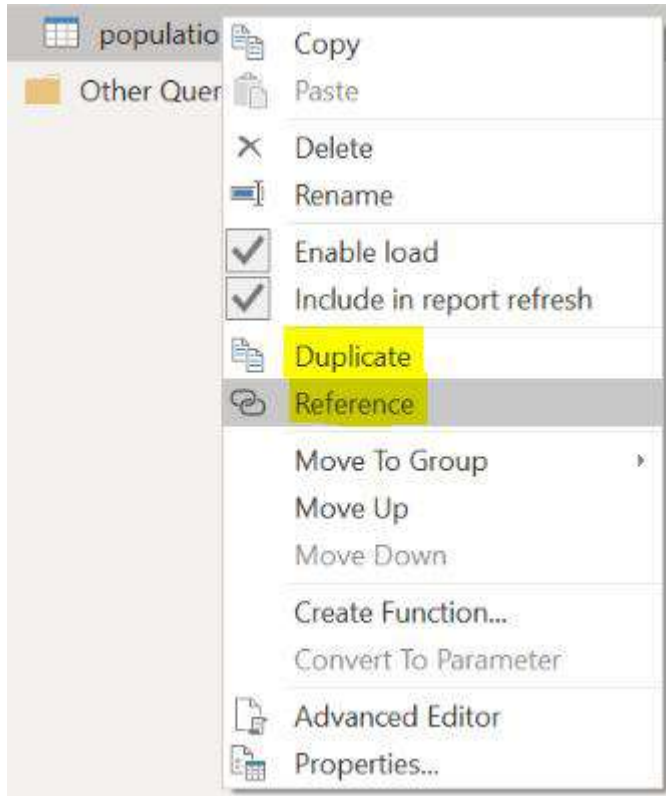 populatio
Copy
Other Quer
Paste
Delete
Rename
Enable load
Include in report refresh
Duplicate
Reference
Move To Group
Move Up
Move Down
Create Function...
Convert To Parameter
Advanced Editor
Properties...